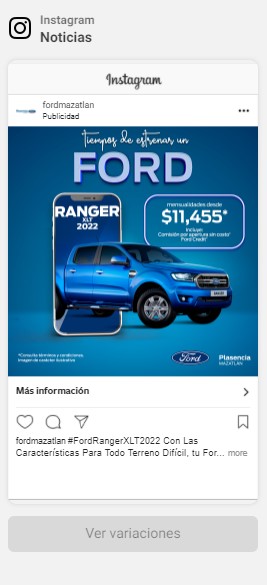 Instagram
Noticias
Instagram
fordmazatlan
Publicidad
Tiempos de estrenar un
FORD
RANGER
XLT
2022
mensualidades desde
$11,455*
Incluye:
Comisión por apertura sin costo*
Ford Credit*
*Consulta términos y condiciones
Imagen de carácter ilustrativo
Ford
Plasencia
MAZATLÁN
Más información
fordmazatlan #FordRangerXLT2022 Con Las
Características Para Todo Terreno Difícil, tu For... more
Ver variaciones